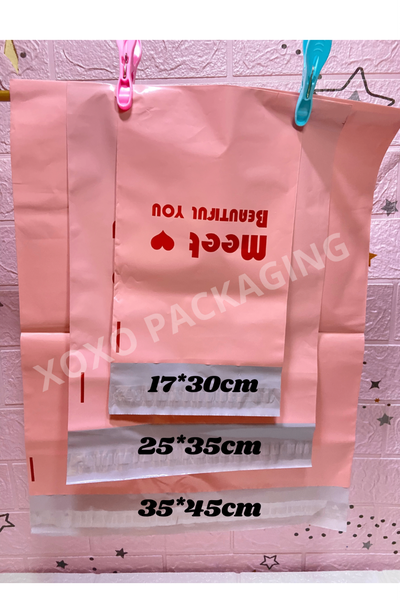 Meet ♥
BEAUTIFUL YOU
XOXO PACKAGING
17*30cm
25*35cm
35*45cm